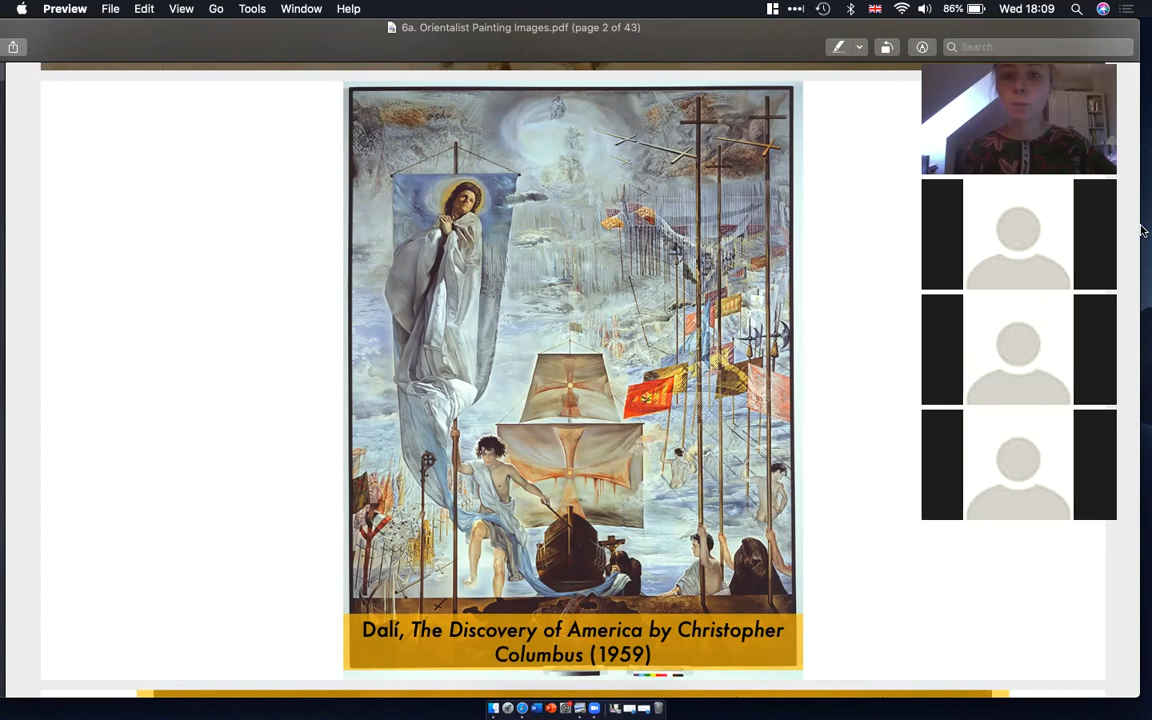 Preview File Edit View Go Tools Window Help
86% Wed 18:09
6a. Orientalist Painting Images.pdf (page 2 of 43)
Search
Dalí, The Discovery of America by Christopher
Columbus (1959)